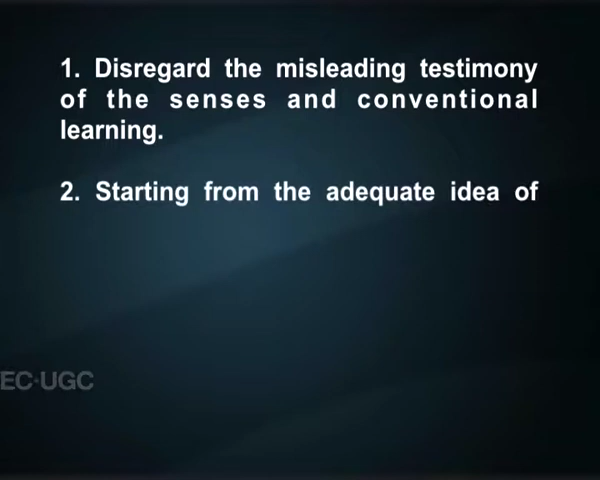 1. Disregard the misleading testimony
of the senses and conventional
learning.
2. Starting from the adequate idea of
EC-UGC